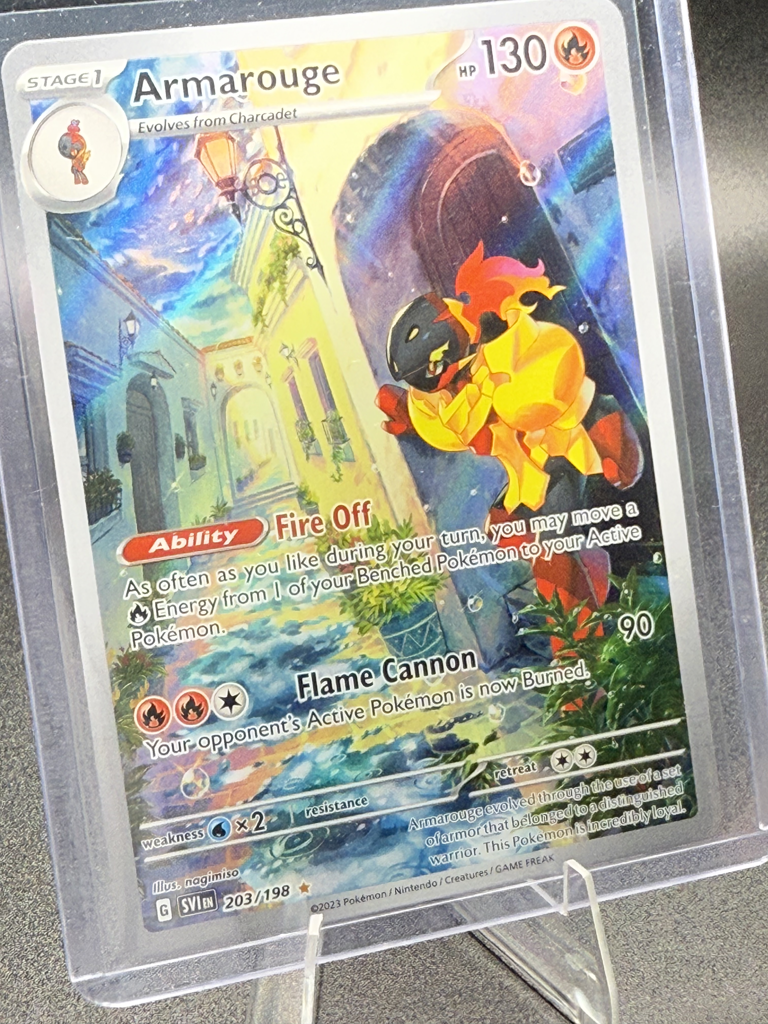 STAGE 1
Armarouge
HP 130
Evolves from Charcadet
Ability Fire Off
As often as you like during your turn, you may move a
Energy from 1 of your Benched Pokémon to your Active
Pokémon.
Flame Cannon 90
Your opponent's Active Pokémon is now Burned.
weakness ×2 resistance retreat
Armarouge evolved through the use of a set
of armor that belonged to a distinguished
warrior. This Pokémon is incredibly loyal.
Illus. nagimiso
G SVI EN 203/198
©2023 Pokémon / Nintendo / Creatures / GAME FREAK